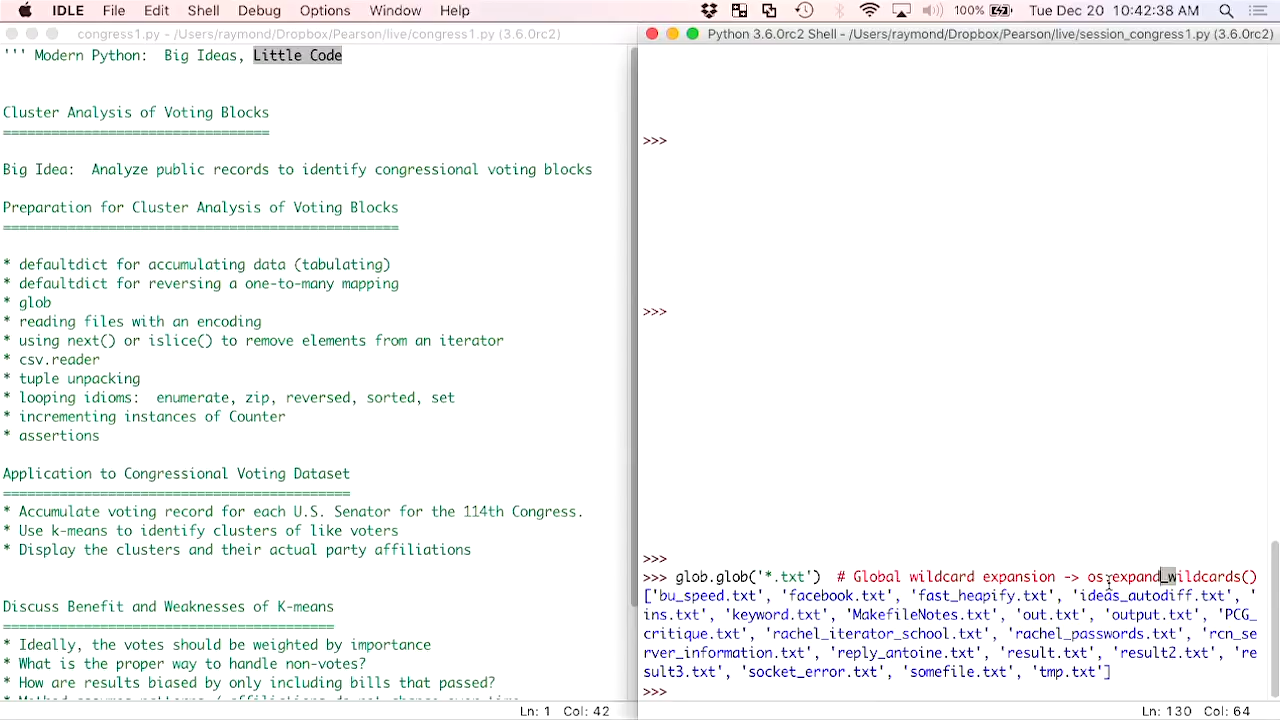 IDLE File Edit Shell Debug Options Window Help 100% Tue Dec 20 10:42:38 AM
congress1.py - /Users/raymond/Dropbox/Pearson/live/congress1.py (3.6.0rc2)
Python 3.6.0rc2 Shell - /Users/raymond/Dropbox/Pearson/live/session_congress1.py (3.6.0rc2)
''' Modern Python:  Big Ideas, Little Code
Cluster Analysis of Voting Blocks
=================================
Big Idea:  Analyze public records to identify congressional voting blocks
Preparation for Cluster Analysis of Voting Blocks
=================================================
* defaultdict for accumulating data (tabulating)
* defaultdict for reversing a one-to-many mapping
* glob
* reading files with an encoding
* using next() or islice() to remove elements from an iterator
* csv.reader
* tuple unpacking
* looping idioms:  enumerate, zip, reversed, sorted, set
* incrementing instances of Counter
* assertions
Application to Congressional Voting Dataset
===========================================
* Accumulate voting record for each U.S. Senator for the 114th Congress.
* Use k-means to identify clusters of like voters
* Display the clusters and their actual party affiliations
Discuss Benefit and Weaknesses of K-means
=========================================
* Ideally, the votes should be weighted by importance
* What is the proper way to handle non-votes?
* How are results biased by only including bills that passed?
Ln: 1 Col: 42
>>>
>>>
>>>
>>> glob.glob('*.txt')  # Global wildcard expansion -> os.expand_wildcards()
['bu_speed.txt', 'facebook.txt', 'fast_heapify.txt', 'ideas_autodiff.txt', '
ins.txt', 'keyword.txt', 'MakefileNotes.txt', 'out.txt', 'output.txt', 'PCG_
critique.txt', 'rachel_iterator_school.txt', 'rachel_passwords.txt', 'rcn_se
rver_information.txt', 'reply_antoine.txt', 'result.txt', 'result2.txt', 're
sult3.txt', 'socket_error.txt', 'somefile.txt', 'tmp.txt']
>>>
Ln: 130 Col: 64